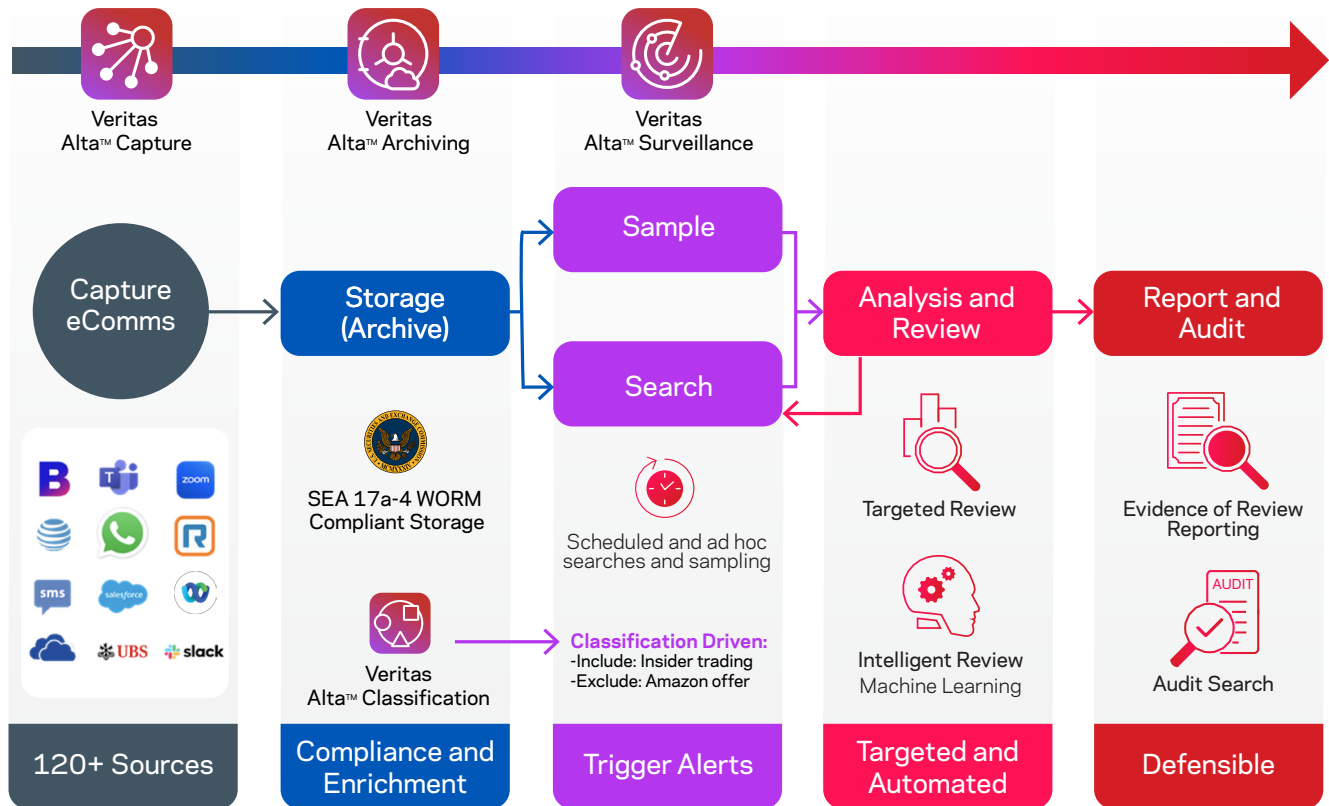 Veritas
Alta™ Capture
Veritas
Alta™ Archiving
Veritas
Alta™ Surveillance
Capture
eComms
Storage
(Archive)
Sample
Search
Analysis and
Review
Report and
Audit
B
T
zoom
R
sms
salesforce
UBS
slack
SEA 17a-4 WORM
Compliant Storage
Veritas
Alta™ Classification
Scheduled and ad hoc
searches and sampling
Classification Driven:
-Include: Insider trading
-Exclude: Amazon offer
Targeted Review
Intelligent Review
Machine Learning
Evidence of Review
Reporting
AUDIT
Audit Search
120+ Sources
Compliance and
Enrichment
Trigger Alerts
Targeted and
Automated
Defensible